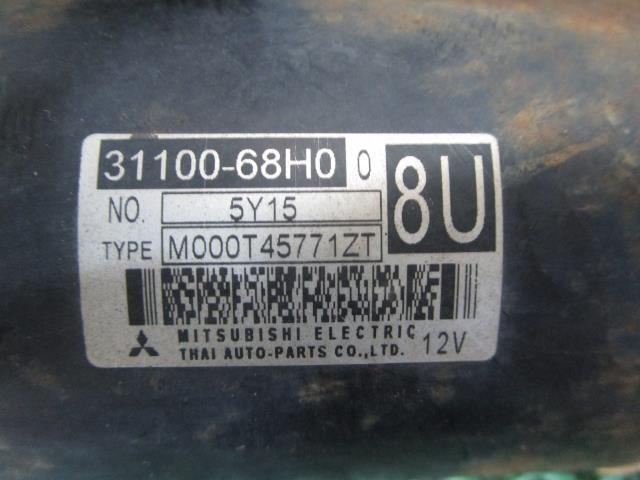 31100-68H0 0
8U
NO. 5Y15
TYPE M000T45771ZT
MITSUBISHI ELECTRIC
THAI AUTO-PARTS CO.,LTD. 12V